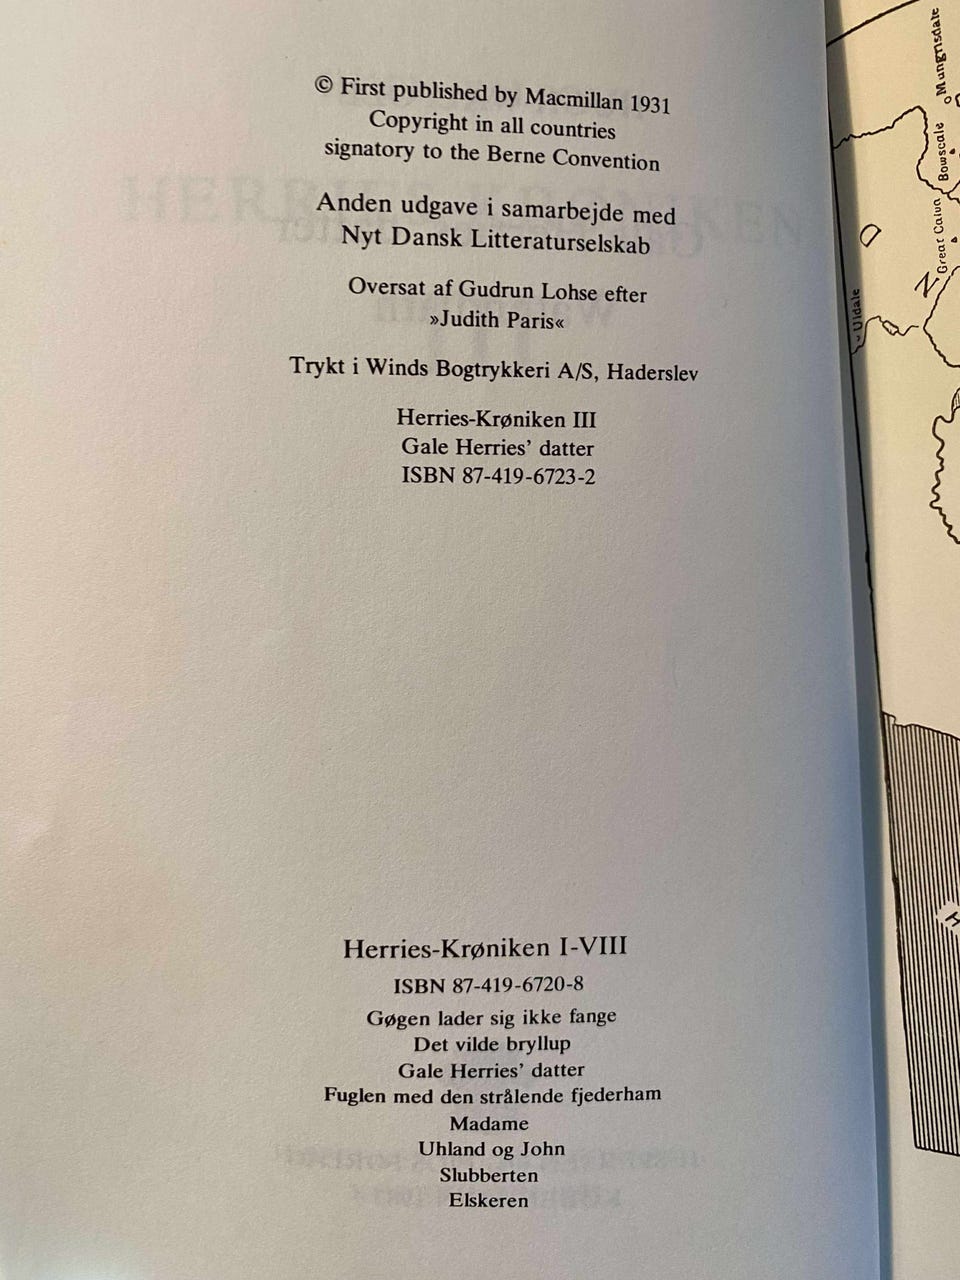 © First published by Macmillan 1931
Copyright in all countries
signatory to the Berne Convention
Anden udgave i samarbejde med
Nyt Dansk Litteraturselskab
Oversat af Gudrun Lohse efter
»Judith Paris«
Trykt i Winds Bogtrykkeri A/S, Haderslev
Herries-Krøniken III
Gale Herries’ datter
ISBN 87-419-6723-2
Herries-Krøniken I-VIII
ISBN 87-419-6720-8
Gøgen lader sig ikke fange
Det vilde bryllup
Gale Herries’ datter
Fuglen med den strålende fjederham
Madame
Uhland og John
Slubberten
Elskeren
Mungrisdale
Bowscale
Great Calva
Uldale